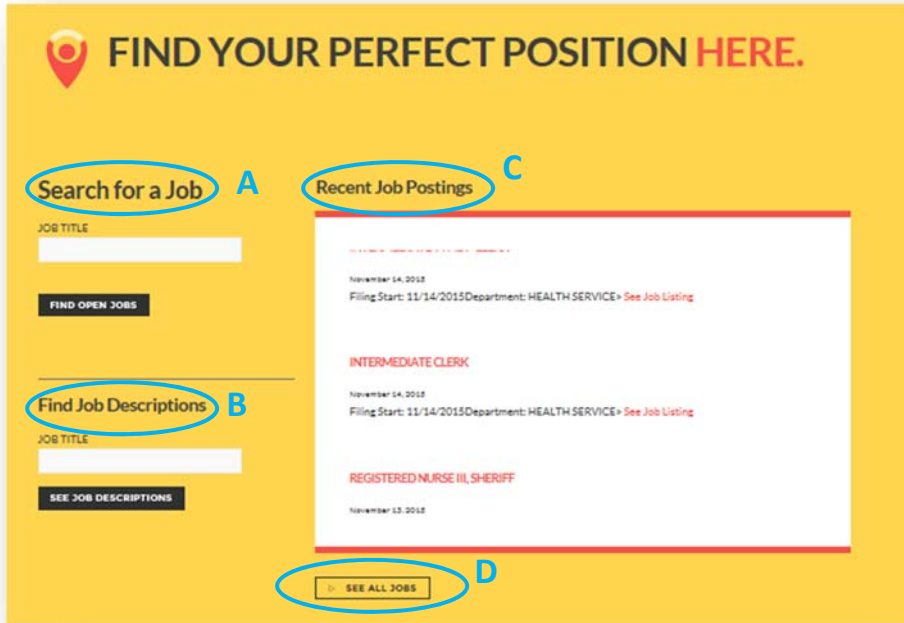 FIND YOUR PERFECT POSITION HERE.
Search for a Job A
JOB TITLE
FIND OPEN JOBS
Find Job Descriptions B
JOB TITLE
SEE JOB DESCRIPTIONS
Recent Job Postings C
November 14, 2015
Filing Start: 11/14/2015Department: HEALTH SERVICE» See Job Listing
INTERMEDIATE CLERK
November 14, 2015
Filing Start: 11/14/2015Department: HEALTH SERVICE» See Job Listing
REGISTERED NURSE III, SHERIFF
November 13, 2015
SEE ALL JOBS D